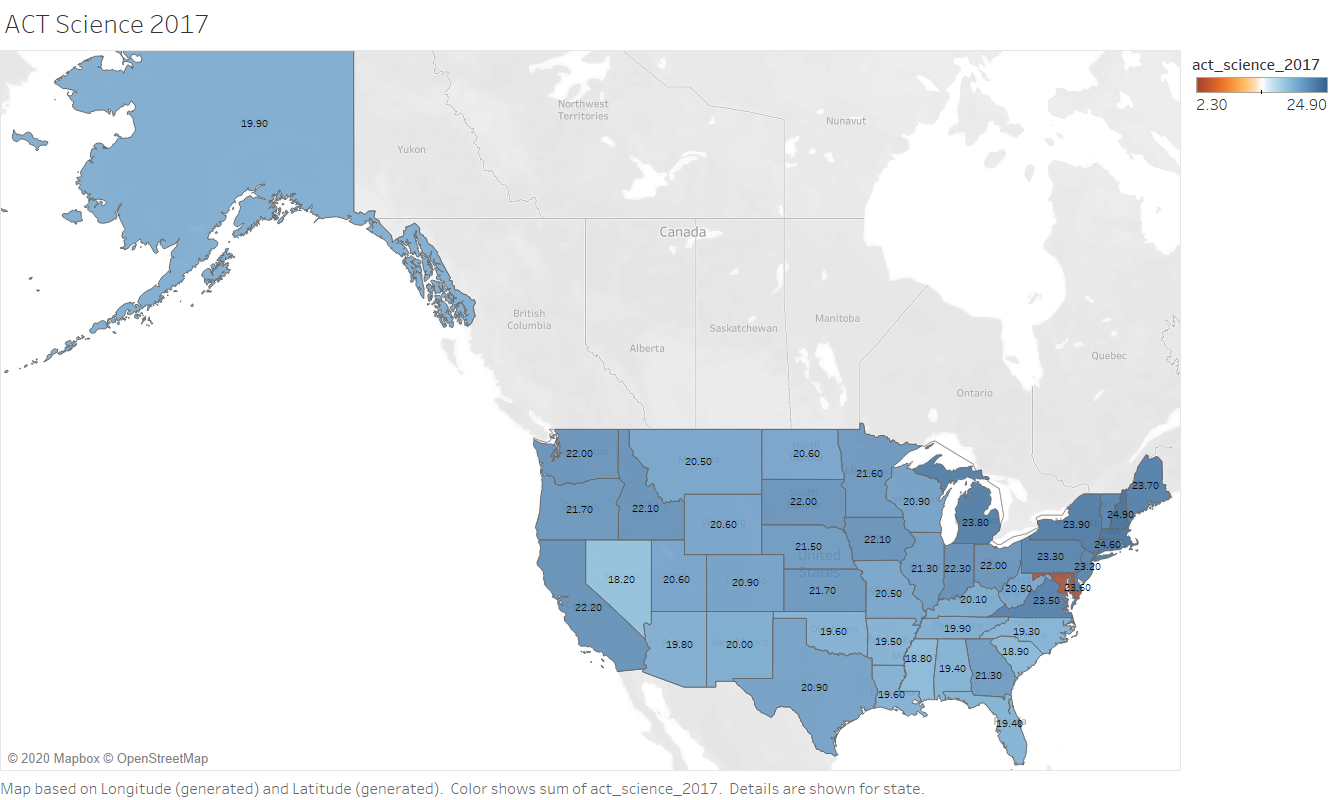 ACT Science 2017
act_science_2017
2.30 24.90
19.90
Northwest
Territories
Nunavut
Yukon
Canada
British
Columbia
Alberta
Saskatchewan
Manitoba
Ontario
Quebec
22.00
20.50
20.60
21.60
23.70
21.70
22.10
20.60
22.00
20.90
23.80
23.90
24.90
24.60
21.50
22.10
23.30
23.20
United
States
18.20
20.60
20.90
21.70
20.50
21.30
22.30
22.00
20.50
23.60
22.20
20.10
23.50
19.80
20.00
19.60
19.50
19.90
19.30
18.90
20.90
19.60
18.80
19.40
21.30
19.40
© 2020 Mapbox © OpenStreetMap
Map based on Longitude (generated) and Latitude (generated).  Color shows sum of act_science_2017.  Details are shown for state.